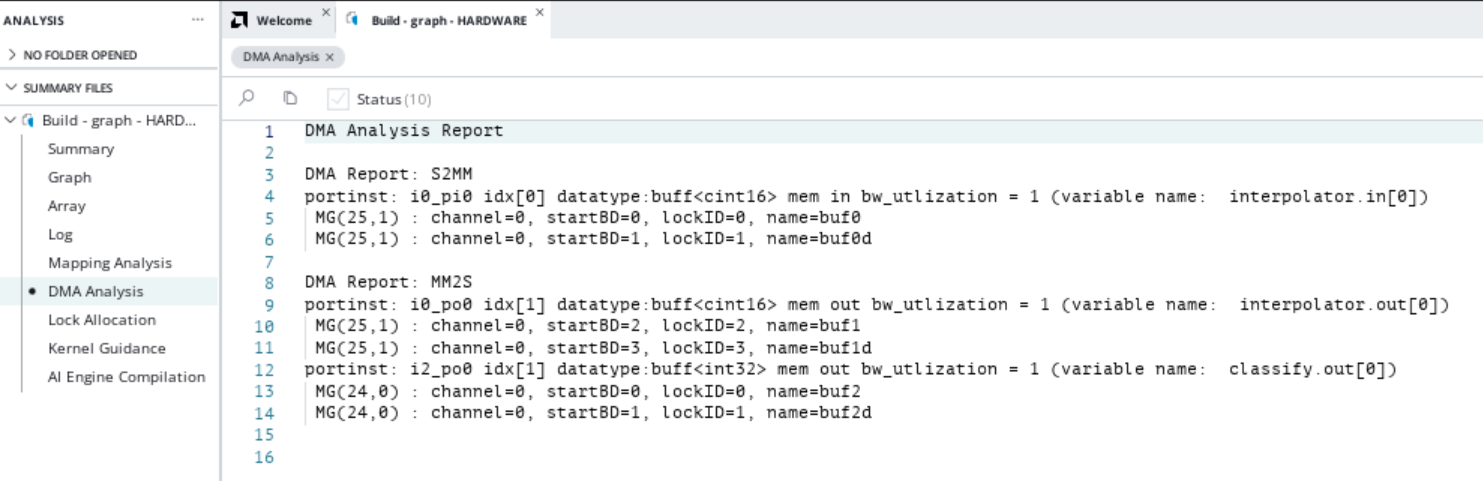 ANALYSIS
...
NO FOLDER OPENED
SUMMARY FILES
Build - graph - HARD...
Summary
Graph
Array
Log
Mapping Analysis
DMA Analysis
Lock Allocation
Kernel Guidance
AI Engine Compilation
Welcome
Build - graph - HARDWARE
DMA Analysis
Status (10)
1 DMA Analysis Report
2
3 DMA Report: S2MM
4 portinst: i0_pi0 idx[0] datatype:buff<cint16> mem in bw_utlization = 1 (variable name:  interpolator.in[0])
5 MG(25,1) : channel=0, startBD=0, lockID=0, name=buf0
6 MG(25,1) : channel=0, startBD=1, lockID=1, name=buf0d
7
8 DMA Report: MM2S
9 portinst: i0_po0 idx[1] datatype:buff<cint16> mem out bw_utlization = 1 (variable name:  interpolator.out[0])
10 MG(25,1) : channel=0, startBD=2, lockID=2, name=buf1
11 MG(25,1) : channel=0, startBD=3, lockID=3, name=buf1d
12 portinst: i2_po0 idx[1] datatype:buff<int32> mem out bw_utlization = 1 (variable name:  classify.out[0])
13 MG(24,0) : channel=0, startBD=0, lockID=0, name=buf2
14 MG(24,0) : channel=0, startBD=1, lockID=1, name=buf2d
15
16